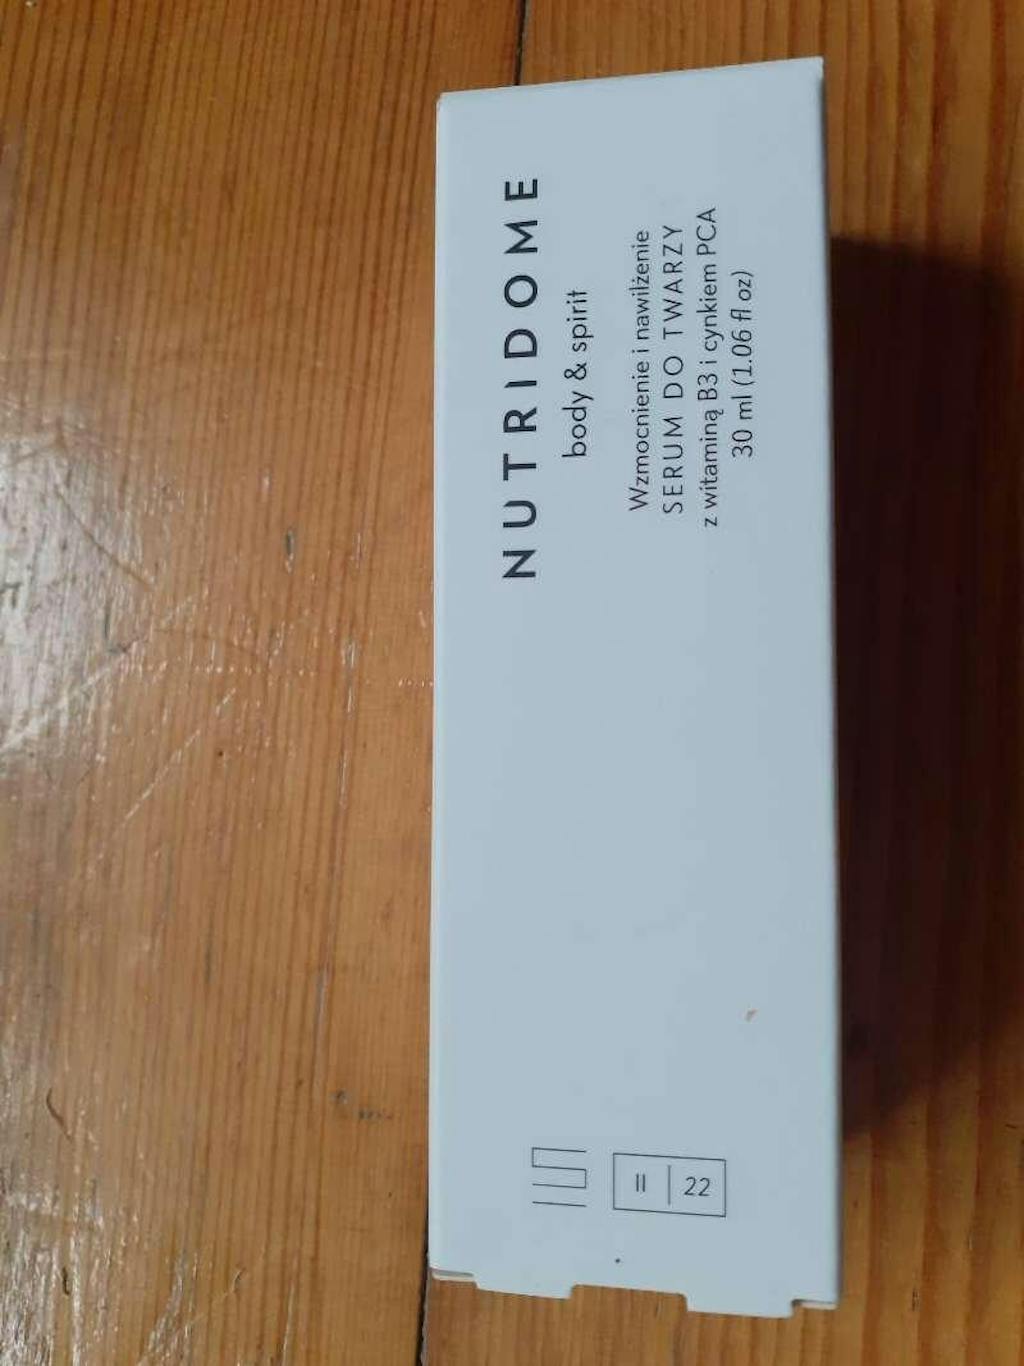 NUTRIDOME
body & spirit
Wzmocnienie i nawilżenie
SERUM DO TWARZY
z witaminą B3 i cynkiem PCA
30 ml (1.06 fl oz)
II
22